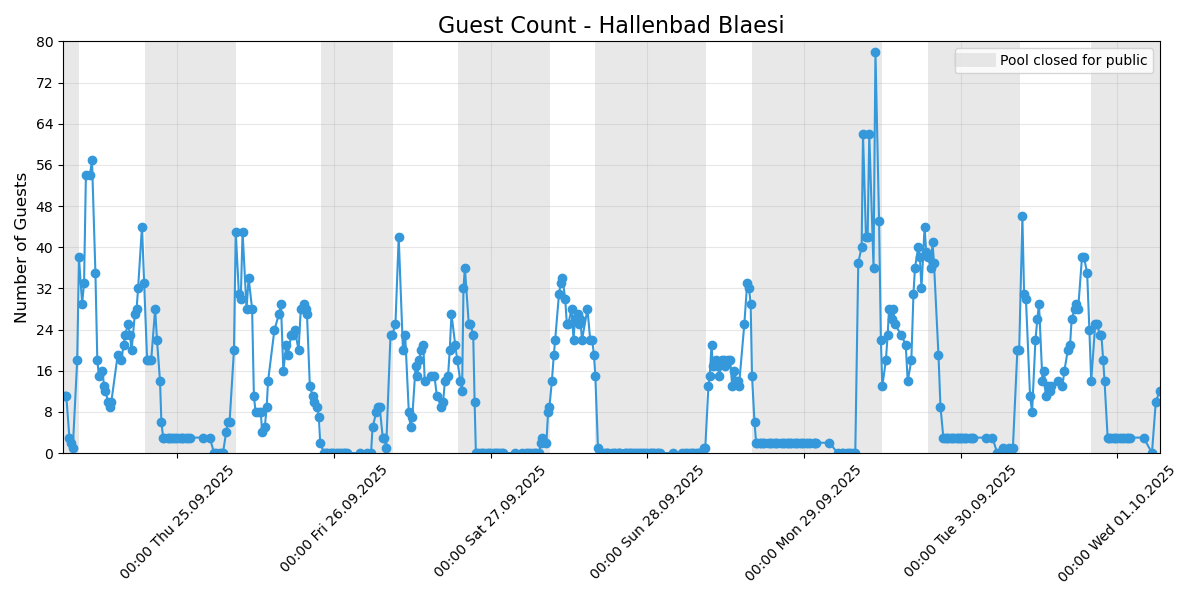 Guest Count - Hallenbad Blaesi
Pool closed for public
Number of Guests
80
72
64
56
48
40
32
24
16
8
0
00:00 Thu 25.09.2025
00:00 Fri 26.09.2025
00:00 Sat 27.09.2025
00:00 Sun 28.09.2025
00:00 Mon 29.09.2025
00:00 Tue 30.09.2025
00:00 Wed 01.10.2025